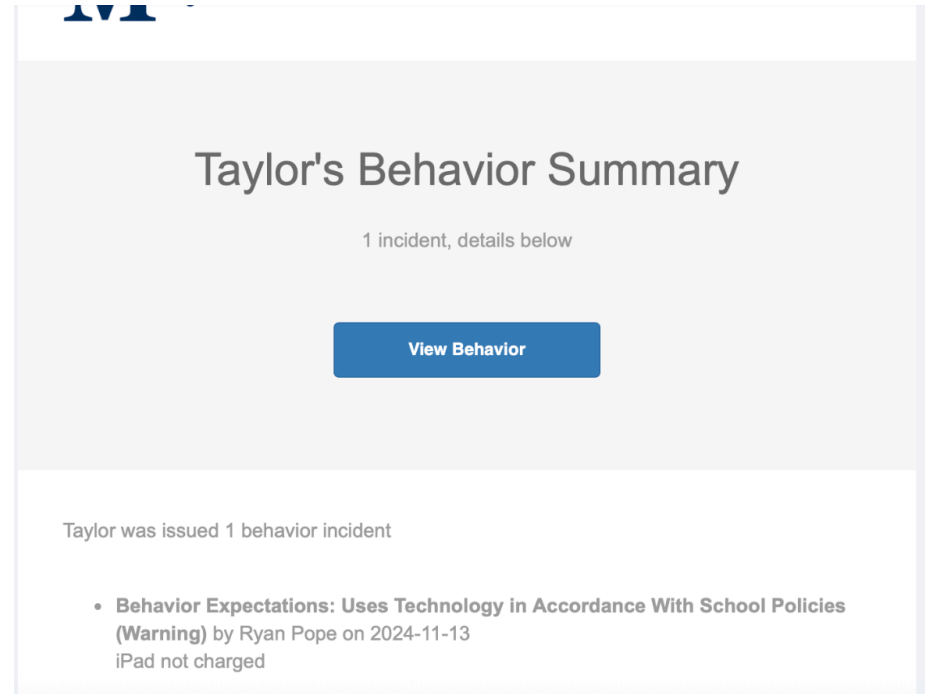 Taylor's Behavior Summary
1 incident, details below
View Behavior
Taylor was issued 1 behavior incident
• Behavior Expectations: Uses Technology in Accordance With School Policies
(Warning) by Ryan Pope on 2024-11-13
iPad not charged